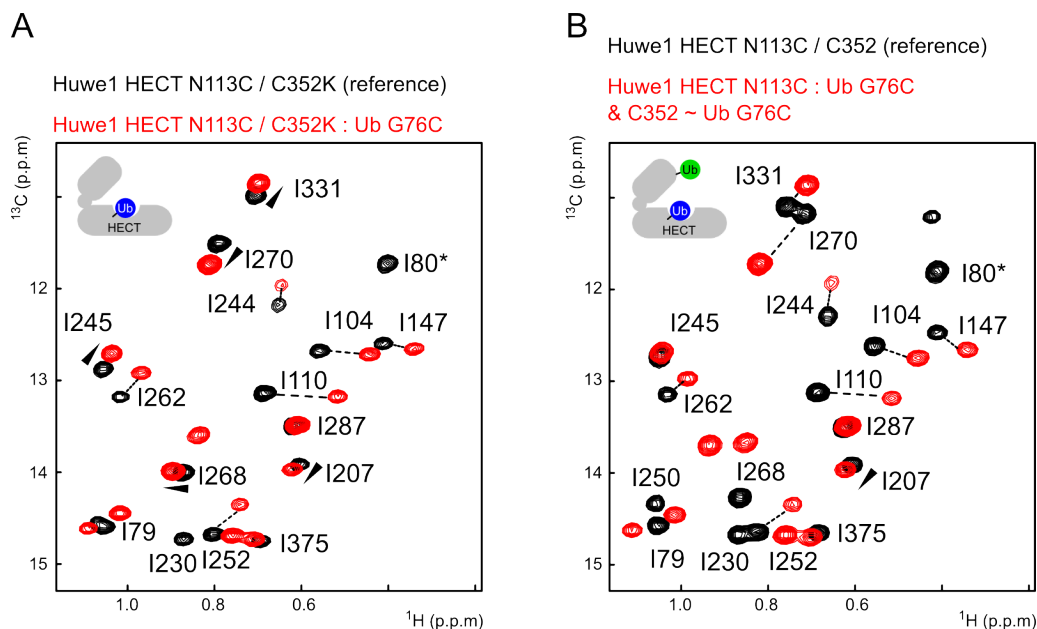 A
Huwe1 HECT N113C / C352K (reference)
Huwe1 HECT N113C / C352K : Ub G76C
13C (p.p.m)
Ub
HECT
I331
I270
I80*
I244
I245
I104
I147
I262
I110
I287
I268
I207
I79
I230
I252
I375
12
13
14
15
1.0
0.8
0.6
1H (p.p.m)
B
Huwe1 HECT N113C / C352 (reference)
Huwe1 HECT N113C : Ub G76C
& C352 ~ Ub G76C
13C (p.p.m)
Ub
Ub
HECT
I331
I270
I80*
I244
I245
I104
I147
I262
I110
I287
I250
I268
I207
I79
I230
I252
I375
12
13
14
15
1.0
0.8
0.6
1H (p.p.m)